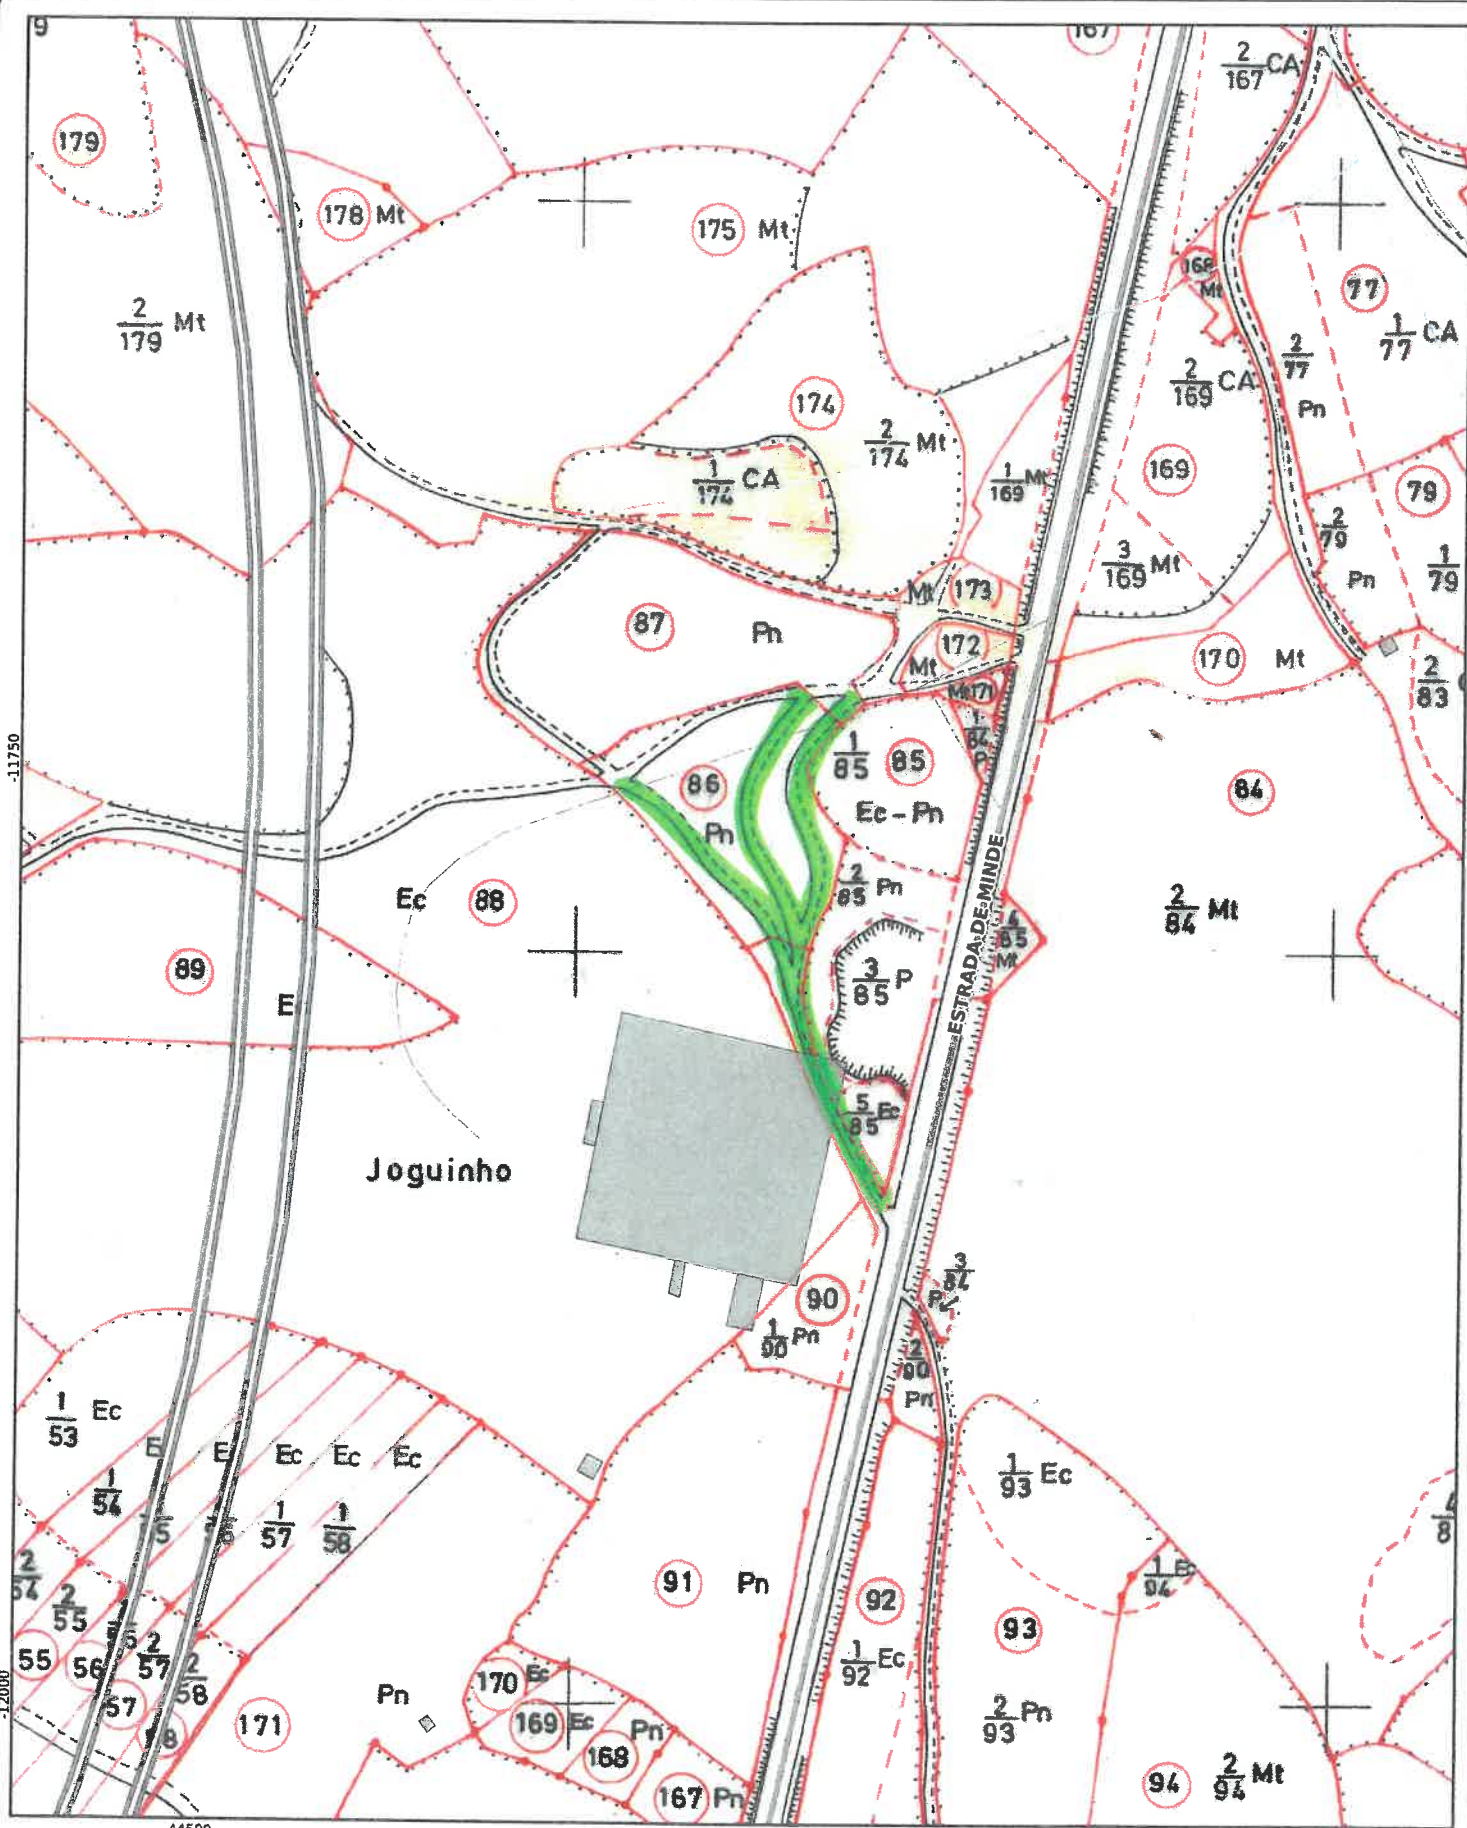 9
167
2/167 CA
179
178 Mt
175 Mt
168
Mt
77
2/179 Mt
1/77 CA
2/77
Pn
2/169 CA
174
2/174 Mt
1/174 CA
1/169 Mt
169
79
2/79
Pn
1/79
3/169 Mt
Mt 173
87 Pn
172
Mt
170 Mt
2/83
Mt 171
1/84
P
-11750
1/85
85
86
Pn
84
Ec-Pn
ESTRADA DE MINDE
2/85 Pn
Ec 88
2/84 Mt
4/85
Mt
89
3/85 P
E
5/85 Ec
Joguinho
3/84
P
90
1/90 Pn
2/90
Pn
1/53 Ec
E
E
Ec
Ec
Ec
1/54
1/57
1/58
1/93 Ec
1/94 Ec
91 Pn
92
93
2/55
55
56
2/57
57
2/58
171
Pn
170 Ec
169 Ec
168
Pn
167 Pn
1/92 Ec
2/93 Pn
94 2/94 Mt
-12000